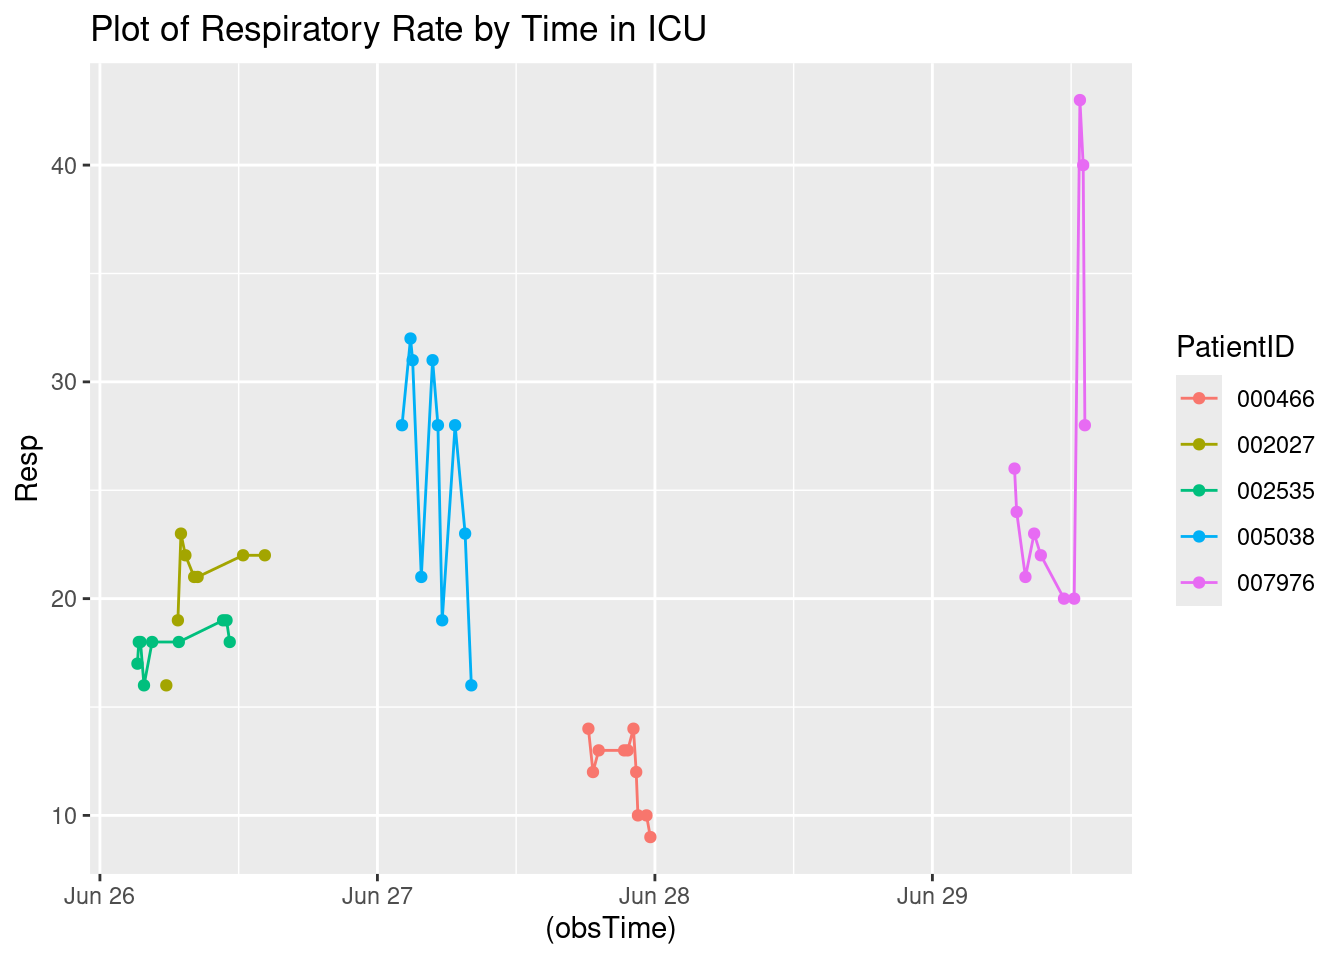 Plot of Respiratory Rate by Time in ICU
40
30
20
10
Resp
Jun 26
Jun 27
Jun 28
Jun 29
(obsTime)
PatientID
000466
002027
002535
005038
007976